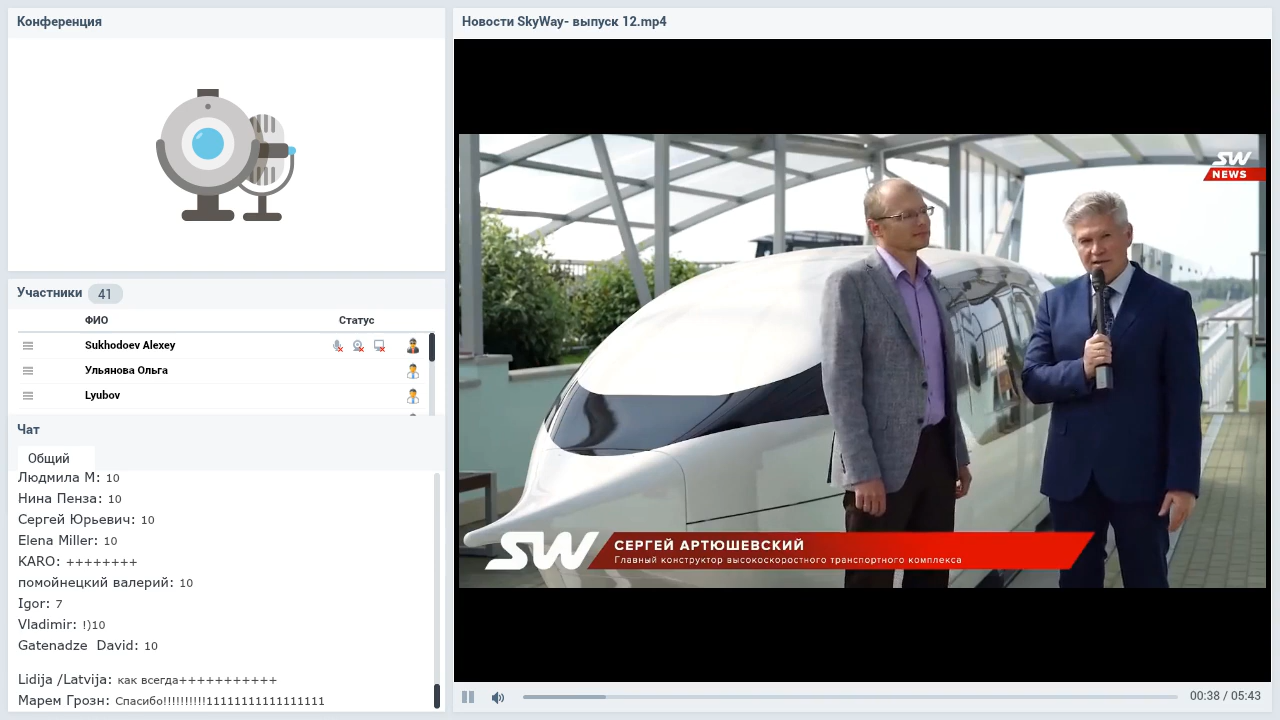 Конференция
Новости SkyWay- выпуск 12.mp4
SW
NEWS
Участники 41
ФИО Статус
Sukhodoev Alexey
Ульянова Ольга
Lyubov
Чат
Общий
Людмила М: 10
Нина Пенза: 10
Сергей Юрьевич: 10
Elena Miller: 10
KARO: ++++++++
помойнецкий валерий: 10
Igor: 7
Vladimir: !)10
Gatenadze David: 10
Lidija /Latvija: как всегда+++++++++++
Марем Грозн: Спасибо!!!!!!!!!!11111111111111111
SW
СЕРГЕЙ АРТЮШЕВСКИЙ
Главный конструктор высокоскоростного транспортного комплекса
00:38 / 05:43